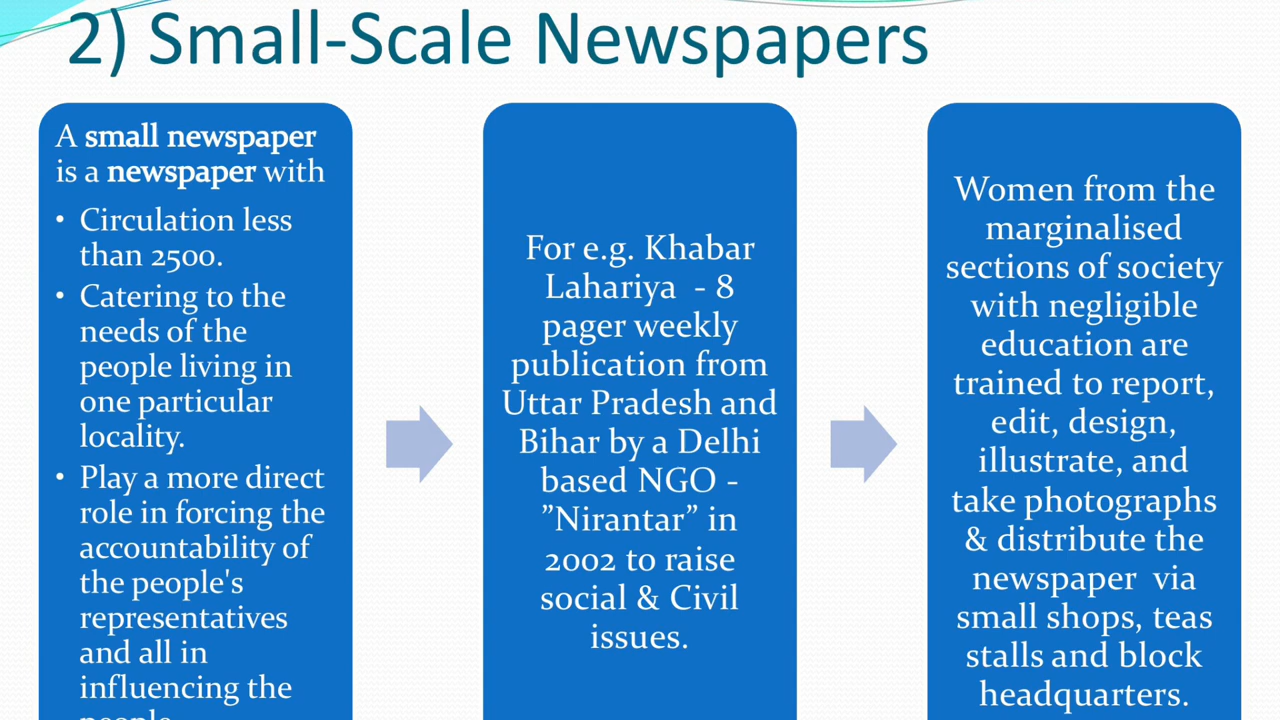 2) Small-Scale Newspapers
A small newspaper
is a newspaper with
• Circulation less
than 2500.
• Catering to the
needs of the
people living in
one particular
locality.
• Play a more direct
role in forcing the
accountability of
the people's
representatives
and all in
influencing the
people
For e.g. Khabar
Lahariya - 8
pager weekly
publication from
Uttar Pradesh and
Bihar by a Delhi
based NGO -
”Nirantar” in
2002 to raise
social & Civil
issues.
Women from the
marginalised
sections of society
with negligible
education are
trained to report,
edit, design,
illustrate, and
take photographs
& distribute the
newspaper via
small shops, teas
stalls and block
headquarters.